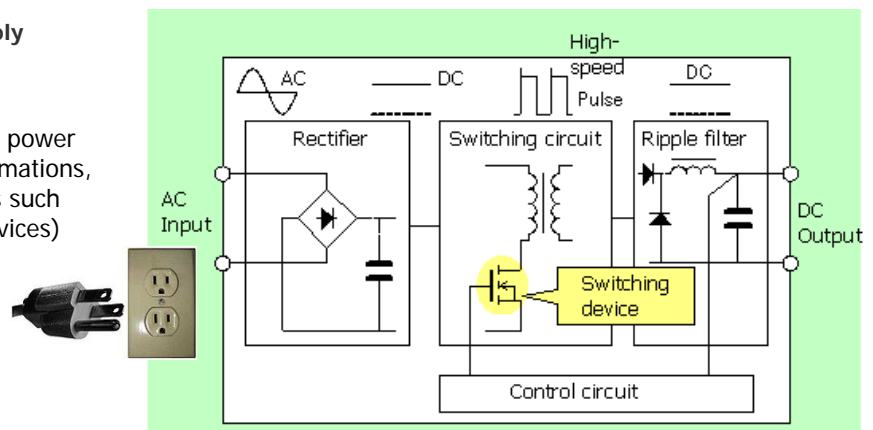 ply
power
mations,
s such
vices)
High-
speed
Pulse
AC
DC
DC
Rectifier
Switching circuit
Ripple filter
AC
Input
DC
Output
Switching
device
Control circuit